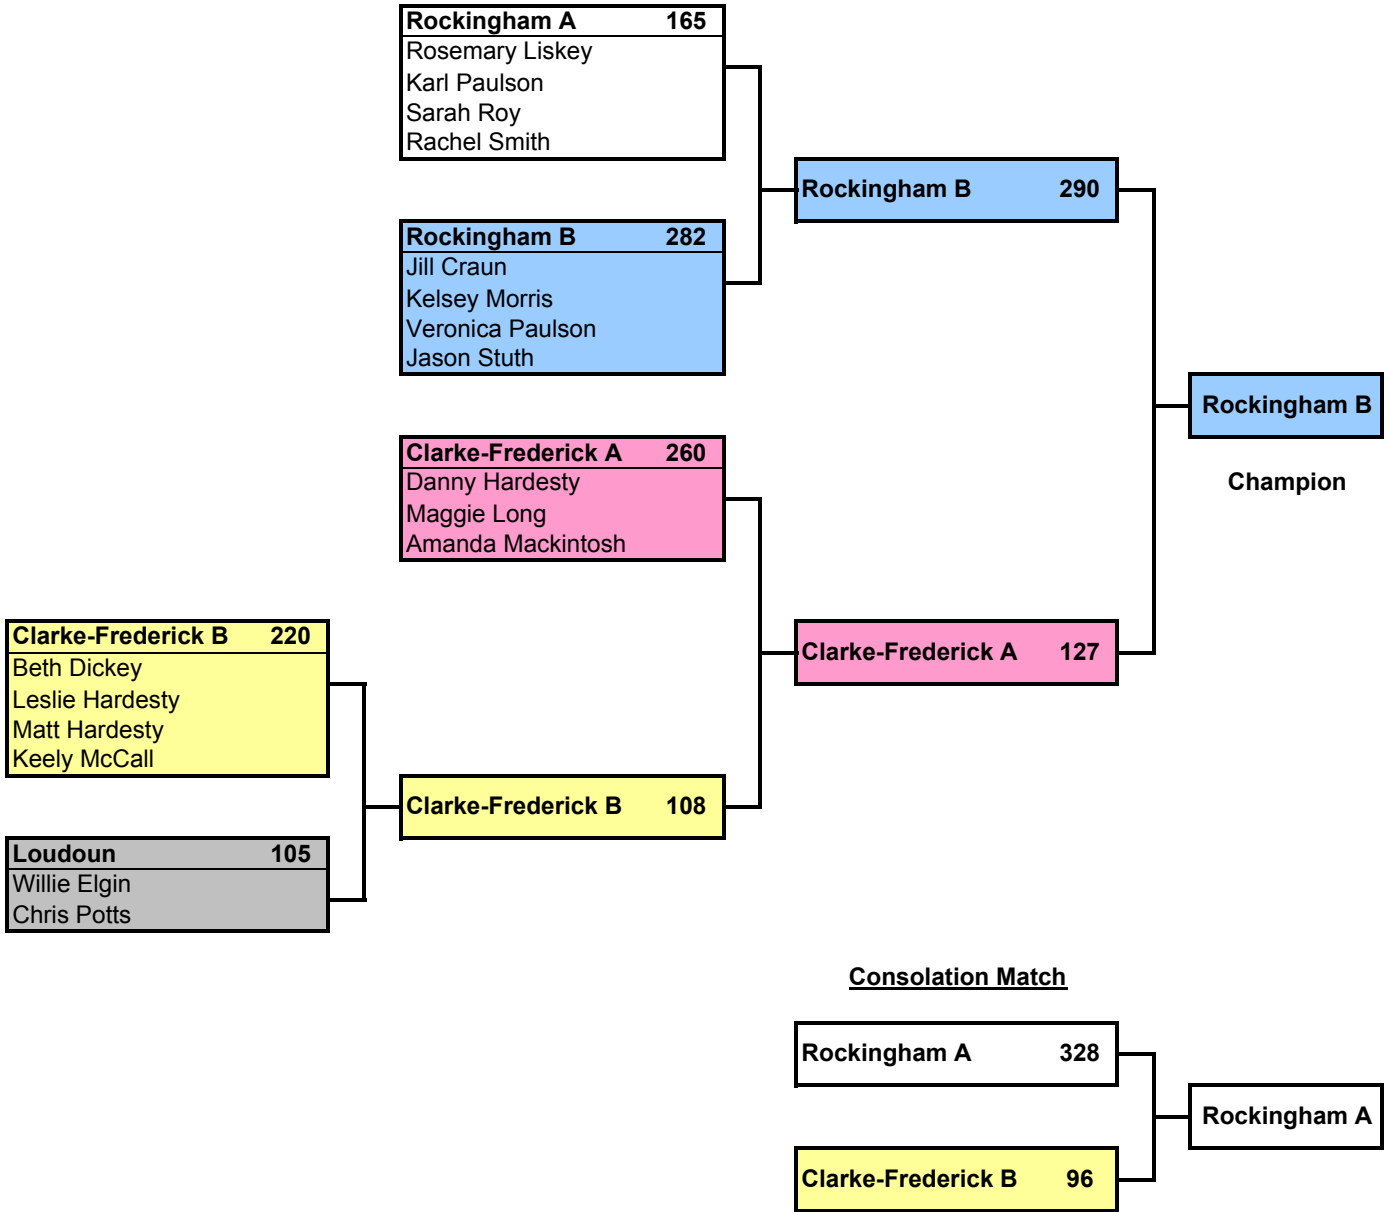 Rockingham A 165
Rosemary Liskey
Karl Paulson
Sarah Roy
Rachel Smith
Rockingham B 290
Rockingham B 282
Jill Craun
Kelsey Morris
Veronica Paulson
Jason Stuth
Rockingham B
Champion
Clarke-Frederick A 260
Danny Hardesty
Maggie Long
Amanda Mackintosh
Clarke-Frederick B 220
Beth Dickey
Leslie Hardesty
Matt Hardesty
Keely McCall
Clarke-Frederick A 127
Clarke-Frederick B 108
Loudoun 105
Willie Elgin
Chris Potts
Consolation Match
Rockingham A 328
Rockingham A
Clarke-Frederick B 96